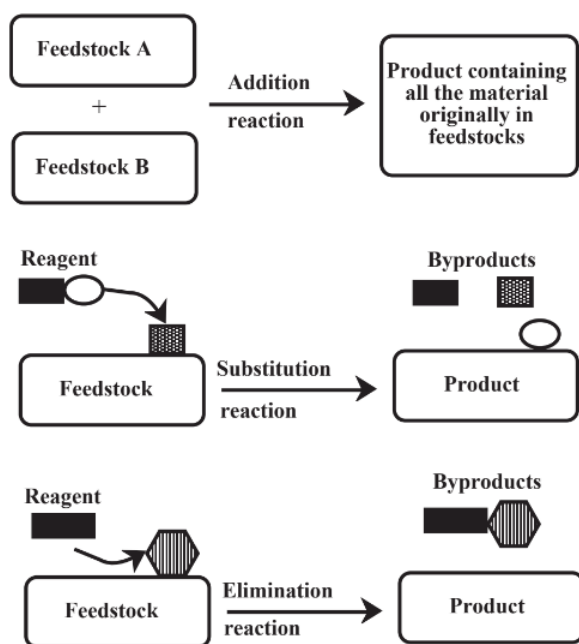 Feedstock A
+
Feedstock B
Addition
reaction
Product containing
all the material
originally in
feedstocks
Reagent
Feedstock
Substitution
reaction
Byproducts
Product
Reagent
Feedstock
Elimination
reaction
Byproducts
Product